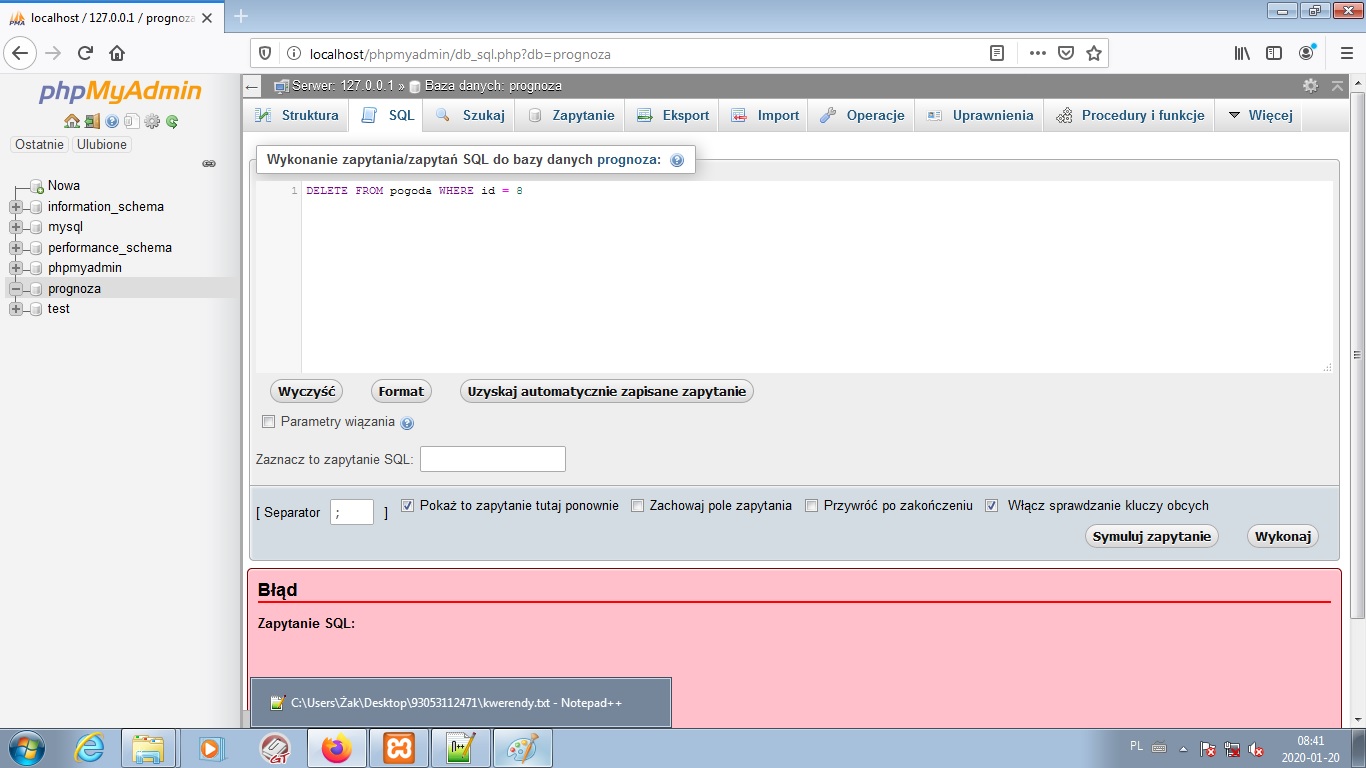 localhost / 127.0.0.1 / prognoza
localhost/phpmyadmin/db_sql.php?db=prognoza
phpMyAdmin
Ostatnie Ulubione
Nowa
information_schema
mysql
performance_schema
phpmyadmin
prognoza
test
Serwer: 127.0.0.1 » Baza danych: prognoza
Struktura SQL Szukaj Zapytanie Eksport Import Operacje Uprawnienia Procedury i funkcje Więcej
Wykonanie zapytania/zapytań SQL do bazy danych prognoza:
1 DELETE FROM pogoda WHERE id = 8
Wyczyść Format Uzyskaj automatycznie zapisane zapytanie
Parametry wiązania
Zaznacz to zapytanie SQL:
[ Separator ; ] Pokaż to zapytanie tutaj ponownie Zachowaj pole zapytania Przywróć po zakończeniu Włącz sprawdzanie kluczy obcych
Symuluj zapytanie Wykonaj
Błąd
Zapytanie SQL:
C:\Users\Żak\Desktop\93053112471\kwerendy.txt - Notepad++
PL 08:41
2020-01-20